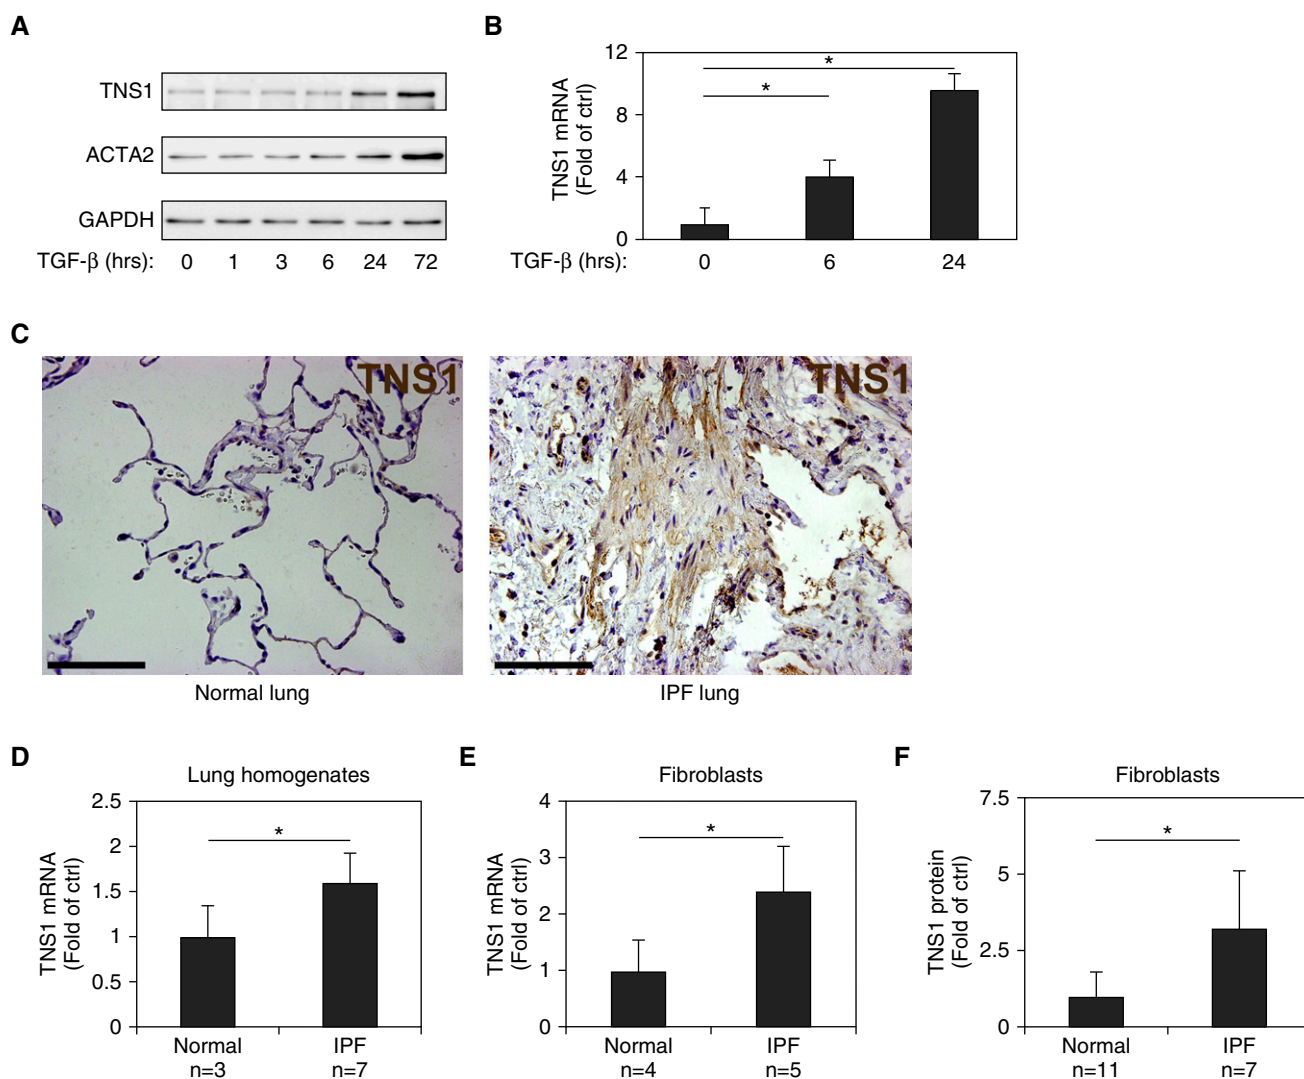 A
TNS1
ACTA2
GAPDH
TGF-β (hrs):
0 1 3 6 24 72
B
12
8
4
0
TNS1 mRNA
(Fold of ctrl)
*
*
TGF-β (hrs):
0 6 24
C
TNS1
TNS1
Normal lung
IPF lung
D
Lung homogenates
2.5
2
1.5
1
0.5
0
TNS1 mRNA
(Fold of ctrl)
*
Normal
n=3
IPF
n=7
E
Fibroblasts
4
3
2
1
0
TNS1 mRNA
(Fold of ctrl)
*
Normal
n=4
IPF
n=5
F
Fibroblasts
7.5
5
2.5
0
TNS1 protein
(Fold of ctrl)
*
Normal
n=11
IPF
n=7